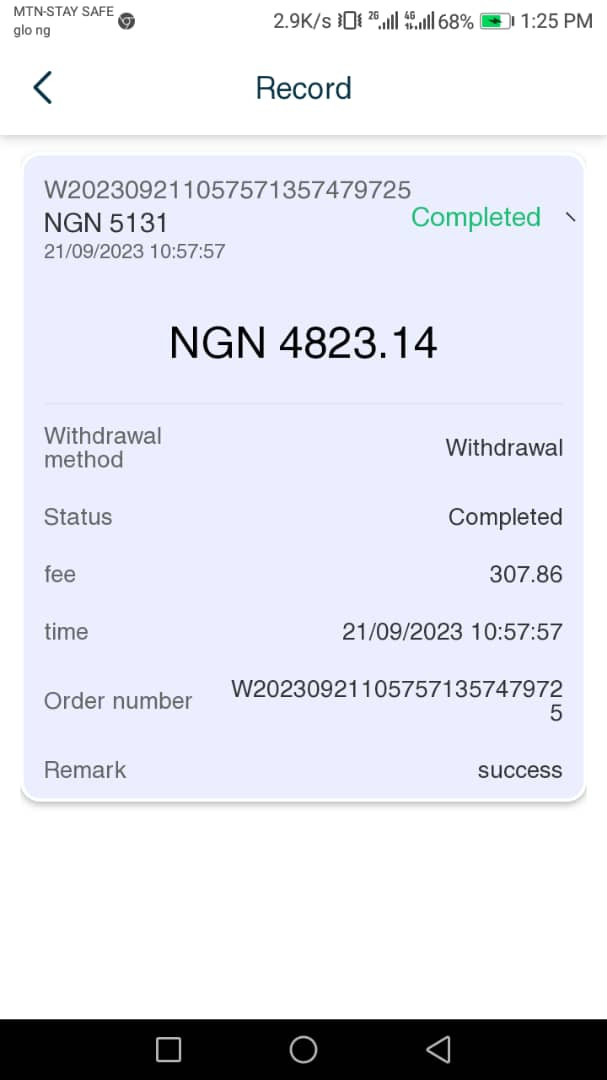 MTN-STAY SAFE
glo ng
2.9K/s 2G 4G 68% 1:25 PM
Record
W202309211057571357479725
NGN 5131
Completed
21/09/2023 10:57:57
NGN 4823.14
Withdrawal
method
Withdrawal
Status
Completed
fee
307.86
time
21/09/2023 10:57:57
Order number
W20230921105757135747972
5
Remark
success